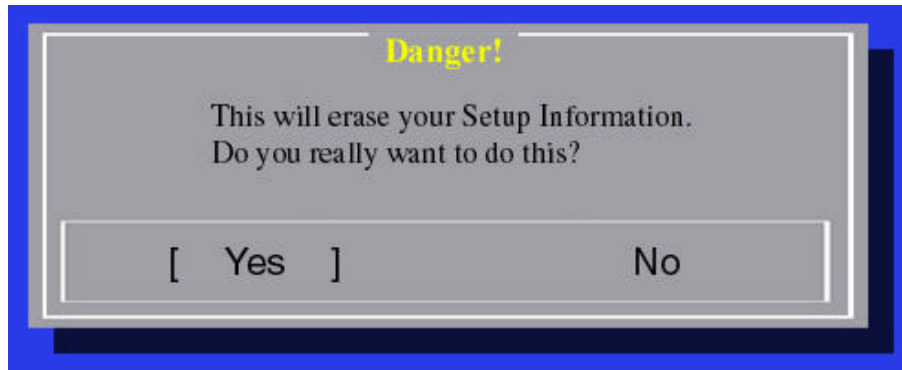 Danger!
This will erase your Setup Information.
Do you really want to do this?
[ Yes ] No